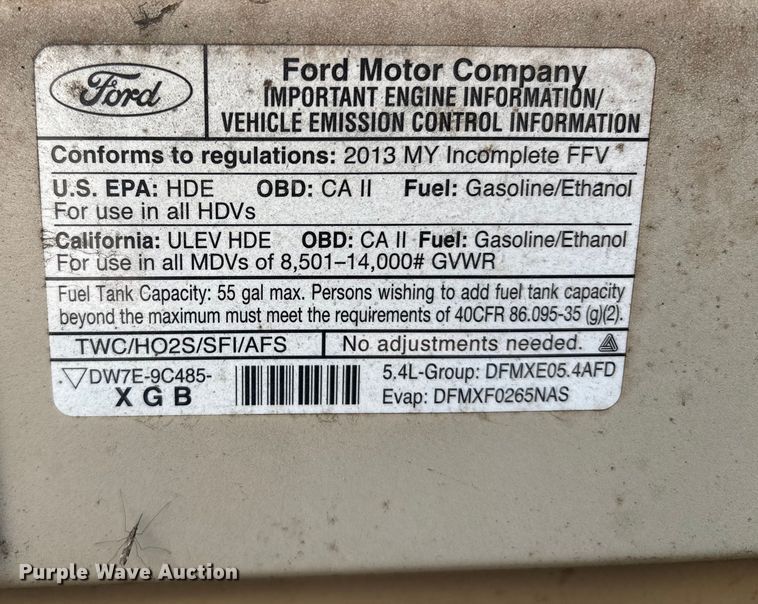 Ford
Ford Motor Company
IMPORTANT ENGINE INFORMATION/
VEHICLE EMISSION CONTROL INFORMATION
Conforms to regulations: 2013 MY Incomplete FFV
U.S. EPA: HDE OBD: CA II Fuel: Gasoline/Ethanol
For use in all HDVs
California: ULEV HDE OBD: CA II Fuel: Gasoline/Ethanol
For use in all MDVs of 8,501–14,000# GVWR
Fuel Tank Capacity: 55 gal max. Persons wishing to add fuel tank capacity
beyond the maximum must meet the requirements of 40CFR 86.095-35 (g)(2).
TWC/HO2S/SFI/AFS No adjustments needed.
DW7E-9C485-
X G B
5.4L-Group: DFMXE05.4AFD
Evap: DFMXF0265NAS
Purple Wave Auction